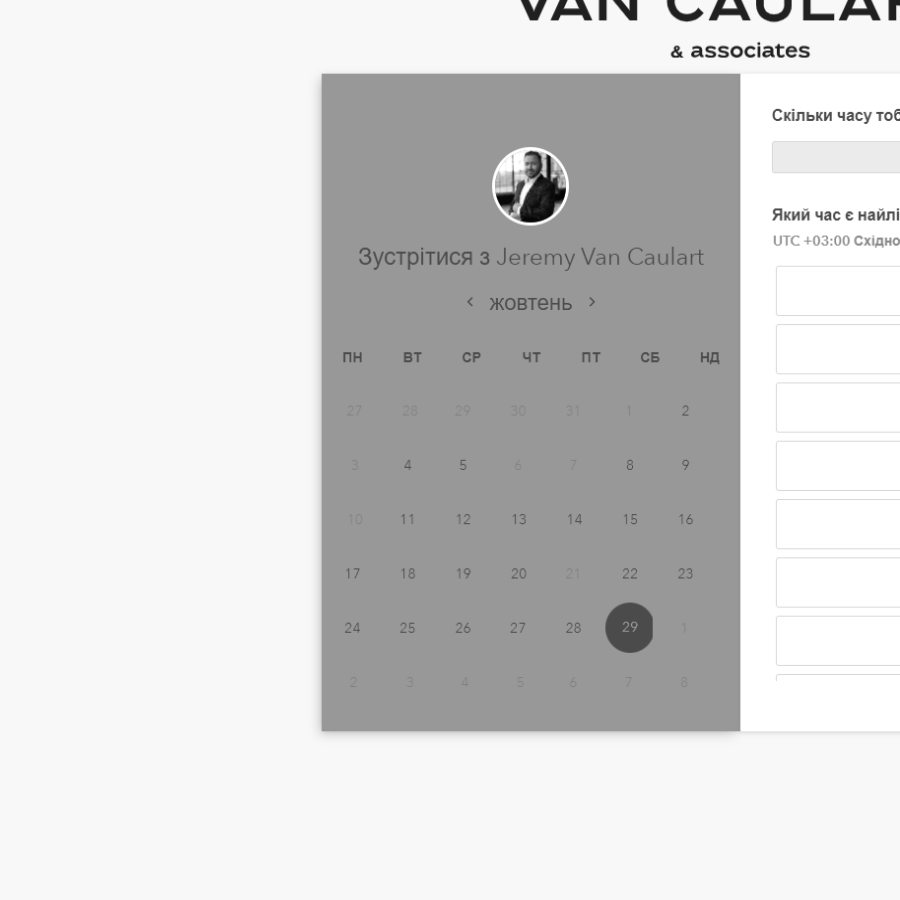 VAN CAULAR
& associates
Зустрітися з Jeremy Van Caulart
жовтень
ПН ВТ СР ЧТ ПТ СБ НД
27 28 29 30 31 1 2
3 4 5 6 7 8 9
10 11 12 13 14 15 16
17 18 19 20 21 22 23
24 25 26 27 28 29 1
2 3 4 5 6 7 8
Скільки часу тоб
Який час є найлі
UTC +03:00 Східно